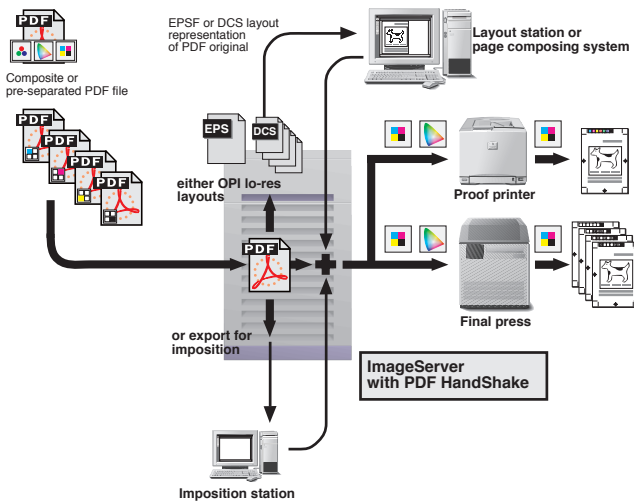 PDF
Composite or
pre-separated PDF file
EPSF or DCS layout
representation
of PDF original
Layout station or
page composing system
PDF
PDF
PDF
PDF
EPS
DCS
either OPI lo-res
layouts
Proof printer
PDF
Final press
or export for
imposition
ImageServer
with PDF HandShake
Imposition station